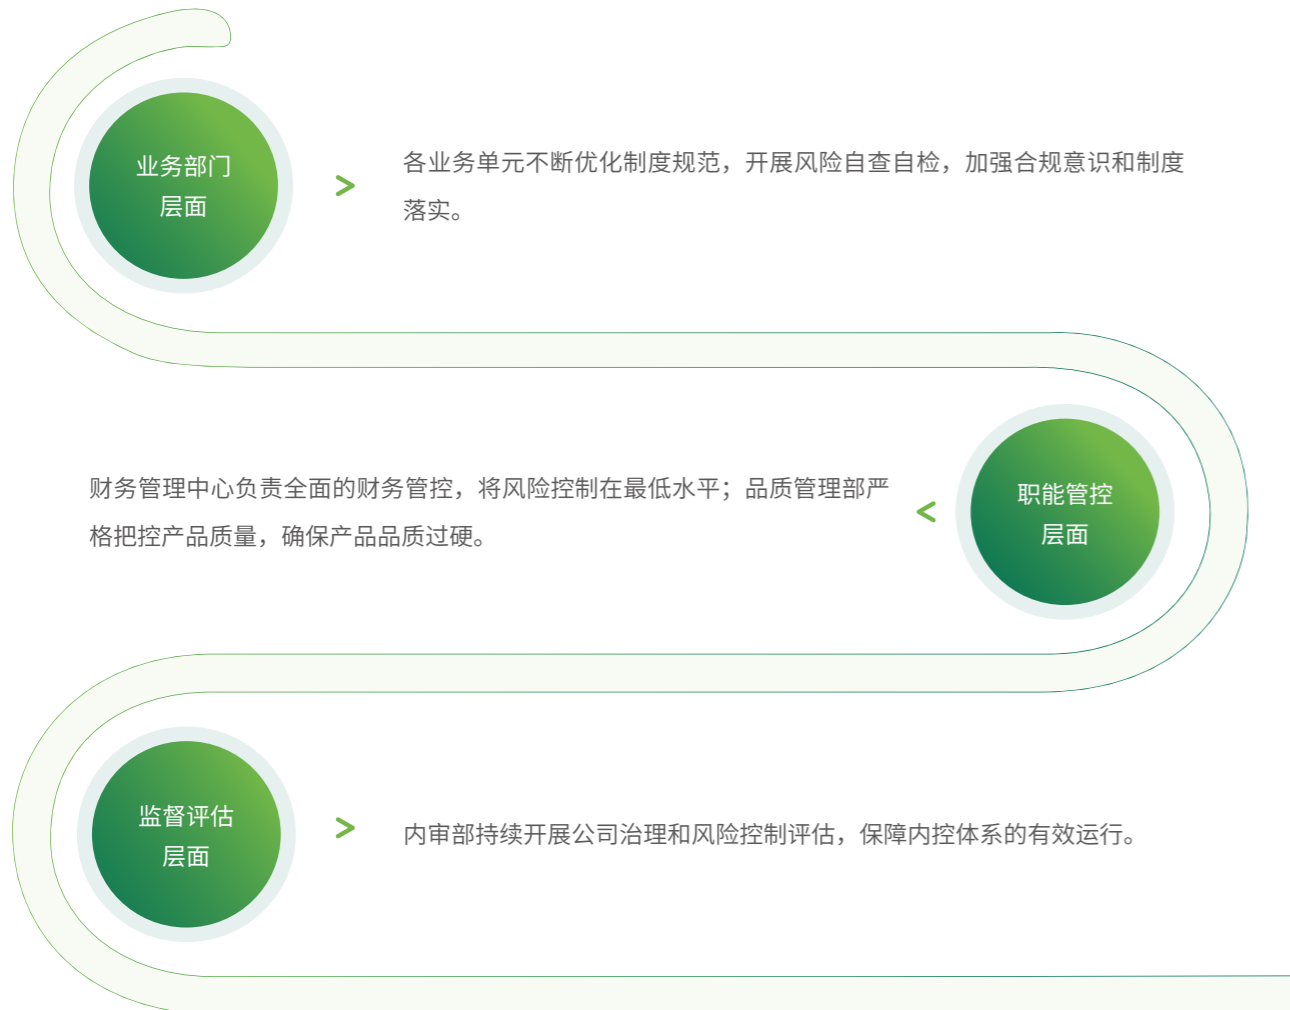 业务部门
层面
>
各业务单元不断优化制度规范，开展风险自查自检，加强合规意识和制度
落实。
财务管理中心负责全面的财务管控，将风险控制在最低水平；品质管理部严
格把控产品质量，确保产品品质过硬。
<
职能管控
层面
监督评估
层面
>
内审部持续开展公司治理和风险控制评估，保障内控体系的有效运行。